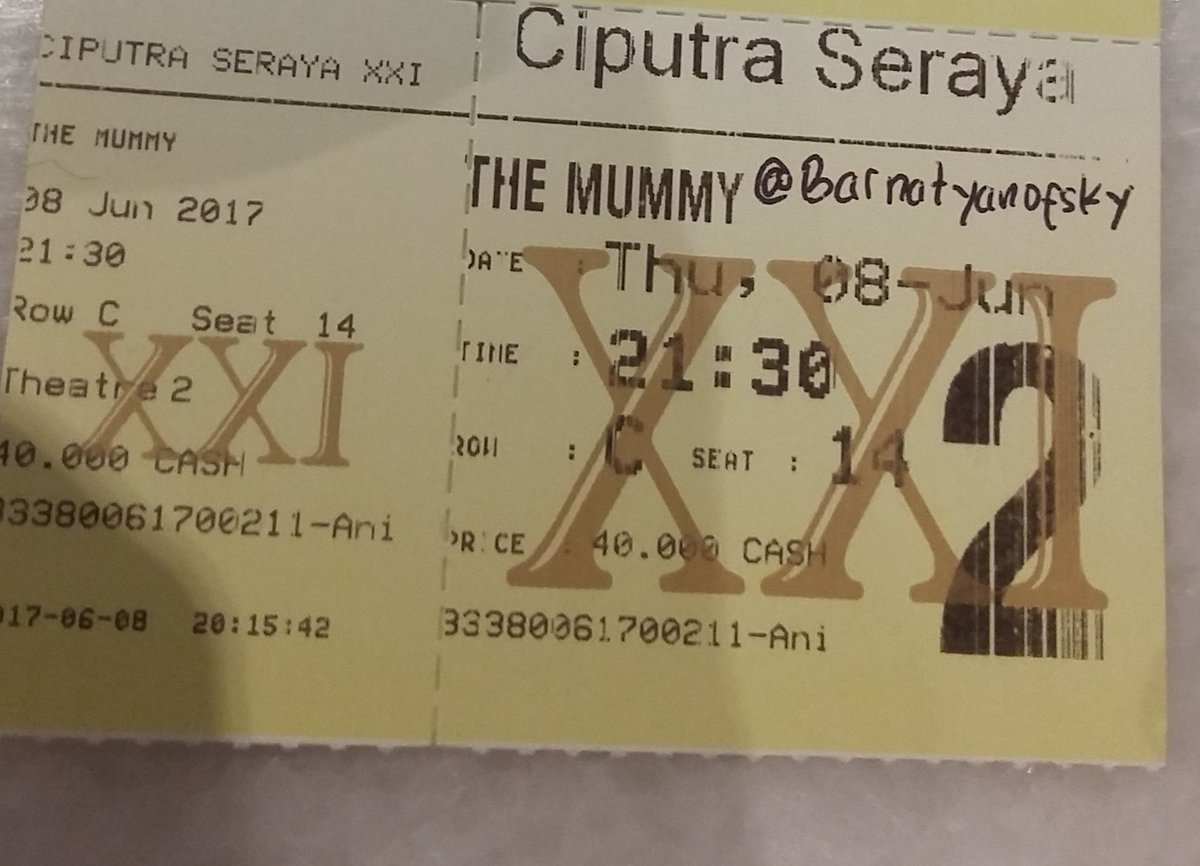 CIPUTRA SERAYA XXI
THE MUMMY
08 Jun 2017
21:30
Row C Seat 14
Theatre 2
XXI
40.000 CASH
33380061700211-Ani
017-06-08 20:15:42
Ciputra Seraya
THE MUMMY @Barnatyanofsky
DATE : Thu, 08-Jun
TIME : 21:30
ROW : C SEAT : 14
2
XXI
PRICE : 40.000 CASH
33380061700211-Ani